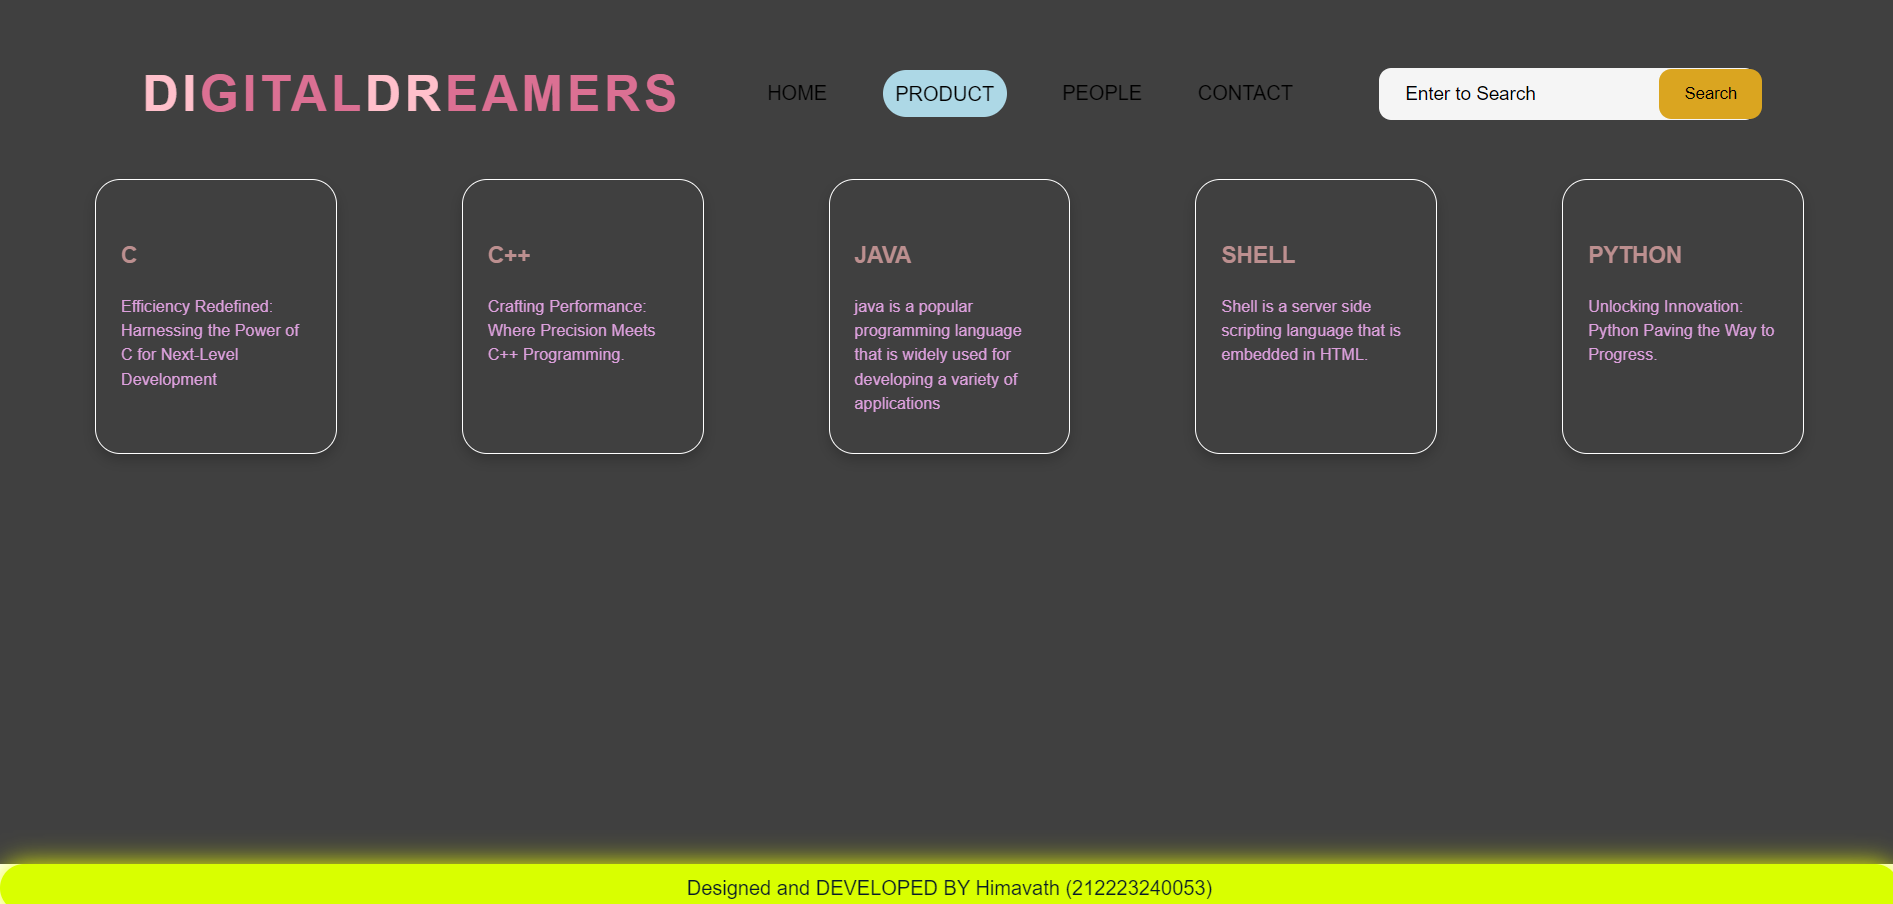 DIGITALDREAMERS
HOME
PRODUCT
PEOPLE
CONTACT
Enter to Search
Search
C
Efficiency Redefined:
Harnessing the Power of
C for Next-Level
Development
C++
Crafting Performance:
Where Precision Meets
C++ Programming.
JAVA
java is a popular
programming language
that is widely used for
developing a variety of
applications
SHELL
Shell is a server side
scripting language that is
embedded in HTML.
PYTHON
Unlocking Innovation:
Python Paving the Way to
Progress.
Designed and DEVELOPED BY Himavath (212223240053)